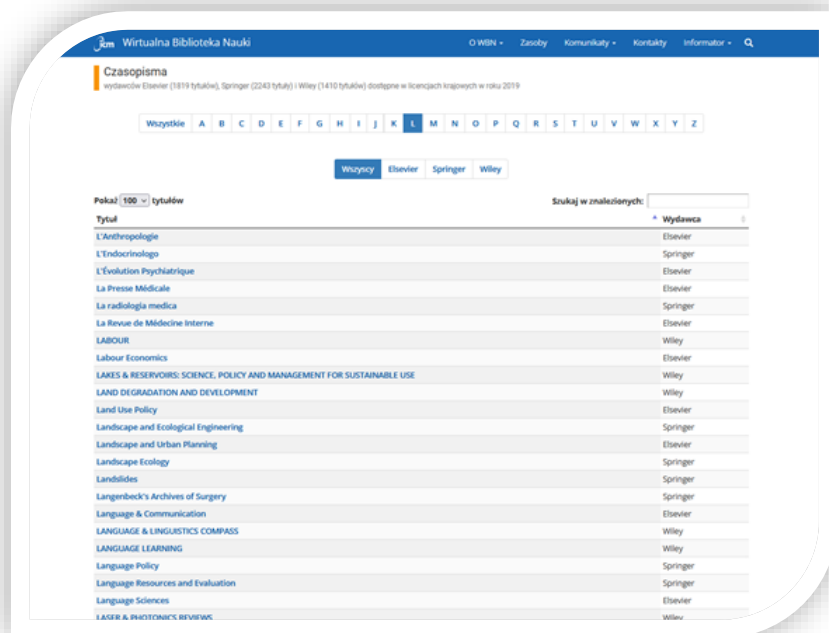 icm Wirtualna Biblioteka Nauki O WBN Zasoby Komunikaty Kontakty Informator
Czasopisma
wydawców Elsevier (1819 tytułów), Springer (2243 tytuły) i Wiley (1410 tytułów) dostępne w licencjach krajowych w roku 2019
Wszystkie A B C D E F G H I J K L M N O P Q R S T U V W X Y Z
Wszyscy Elsevier Springer Wiley
Pokaż 100 tytułów Szukaj w znalezionych:
Tytuł Wydawca
L'Anthropologie Elsevier
L'Endocrinologo Springer
L'Évolution Psychiatrique Elsevier
La Presse Médicale Elsevier
La radiologia medica Springer
La Revue de Médecine Interne Elsevier
LABOUR Wiley
Labour Economics Elsevier
LAKES & RESERVOIRS: SCIENCE, POLICY AND MANAGEMENT FOR SUSTAINABLE USE Wiley
LAND DEGRADATION AND DEVELOPMENT Wiley
Land Use Policy Elsevier
Landscape and Ecological Engineering Springer
Landscape and Urban Planning Elsevier
Landscape Ecology Springer
Landslides Springer
Langenbeck's Archives of Surgery Springer
Language & Communication Elsevier
LANGUAGE & LINGUISTICS COMPASS Wiley
LANGUAGE LEARNING Wiley
Language Policy Springer
Language Resources and Evaluation Springer
Language Sciences Elsevier
LASER & PHOTONICS REVIEWS Wiley